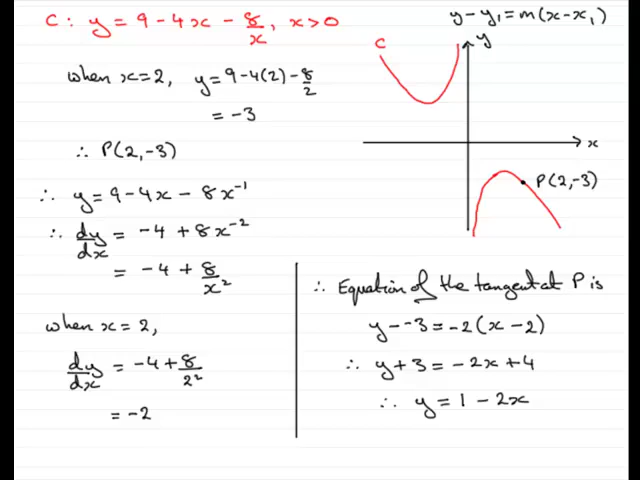 C: y = 9 - 4x - 8/x, x>0
y - y₁ = m(x - x₁)
when x=2, y = 9 - 4(2) - 8/2
= -3
∴ P(2,-3)
∴ y = 9 - 4x - 8x⁻¹
∴ dy/dx = -4 + 8x⁻²
= -4 + 8/x²
when x = 2,
dy/dx = -4 + 8/2²
= -2
C
y
x
P(2,-3)
∴ Equation of the tangent at P is
y - -3 = -2(x - 2)
∴ y + 3 = -2x + 4
∴ y = 1 - 2x